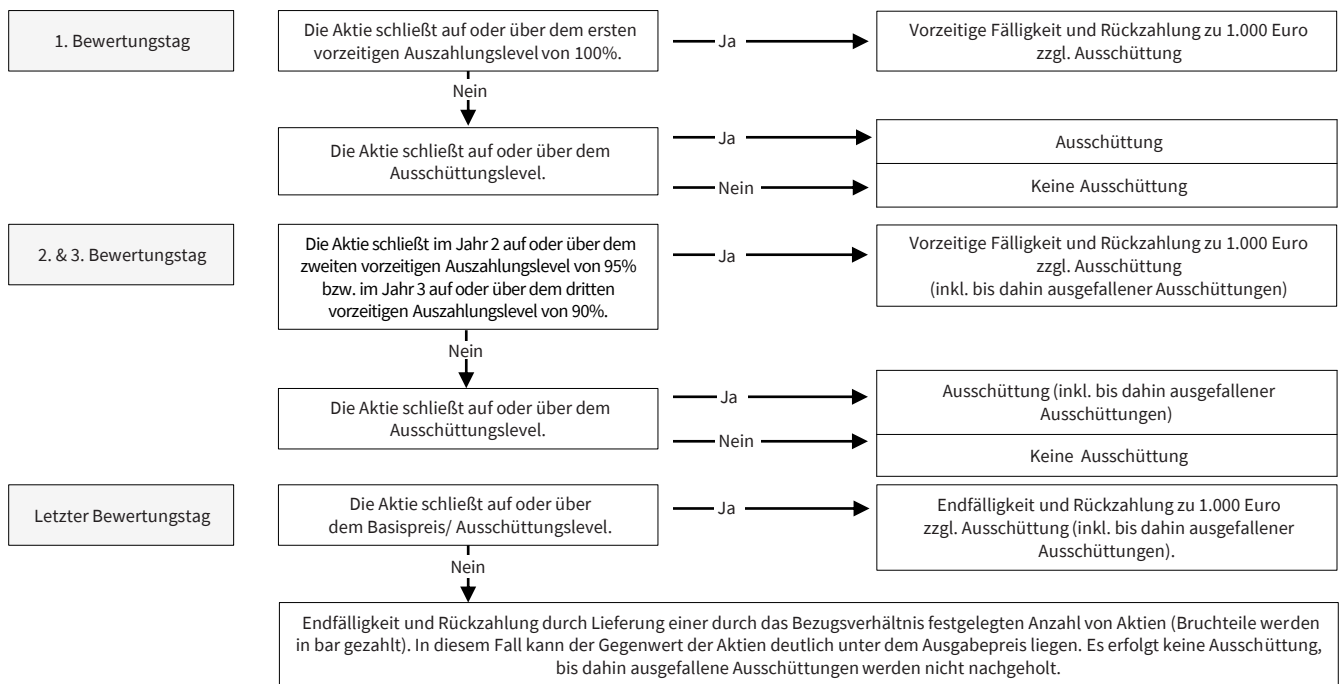 1. Bewertungstag
Die Aktie schließt auf oder über dem ersten
vorzeitigen Auszahlungslevel von 100%.
Ja
Vorzeitige Fälligkeit und Rückzahlung zu 1.000 Euro
zzgl. Ausschüttung
Nein
Die Aktie schließt auf oder über dem
Ausschüttungslevel.
Ja
Ausschüttung
Nein
Keine Ausschüttung
2. & 3. Bewertungstag
Die Aktie schließt im Jahr 2 auf oder über dem
zweiten vorzeitigen Auszahlungslevel von 95%
bzw. im Jahr 3 auf oder über dem dritten
vorzeitigen Auszahlungslevel von 90%.
Ja
Vorzeitige Fälligkeit und Rückzahlung zu 1.000 Euro
zzgl. Ausschüttung
(inkl. bis dahin ausgefallener Ausschüttungen)
Nein
Die Aktie schließt auf oder über dem
Ausschüttungslevel.
Ja
Ausschüttung (inkl. bis dahin ausgefallener
Ausschüttungen)
Nein
Keine Ausschüttung
Letzter Bewertungstag
Die Aktie schließt auf oder über
dem Basispreis/ Ausschüttungslevel.
Ja
Endfälligkeit und Rückzahlung zu 1.000 Euro
zzgl. Ausschüttung (inkl. bis dahin ausgefallener
Ausschüttungen).
Nein
Endfälligkeit und Rückzahlung durch Lieferung einer durch das Bezugsverhältnis festgelegten Anzahl von Aktien (Bruchteile werden
in bar gezahlt). In diesem Fall kann der Gegenwert der Aktien deutlich unter dem Ausgabepreis liegen. Es erfolgt keine Ausschüttung,
bis dahin ausgefallene Ausschüttungen werden nicht nachgeholt.